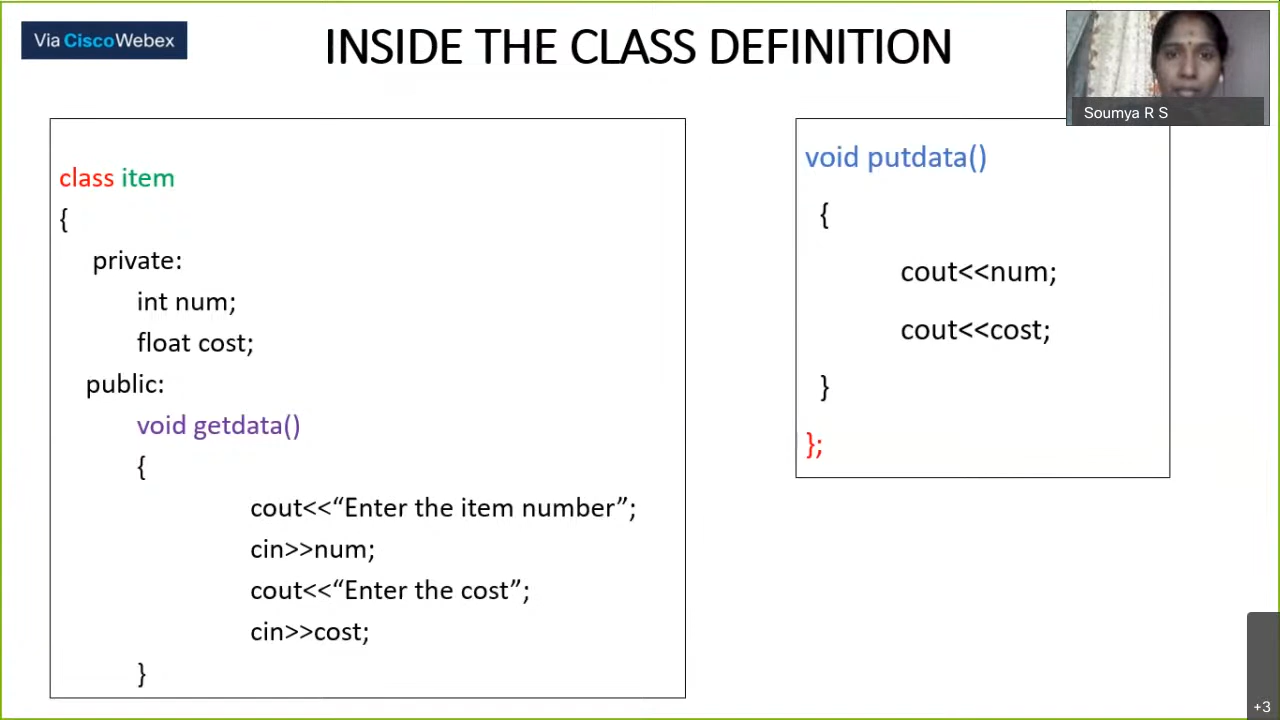 Via CiscoWebex
INSIDE THE CLASS DEFINITION
Soumya R S
class item
{
private:
int num;
float cost;
public:
void getdata()
{
cout<<“Enter the item number”;
cin>>num;
cout<<“Enter the cost”;
cin>>cost;
}
void putdata()
{
cout<<num;
cout<<cost;
}
};
+3